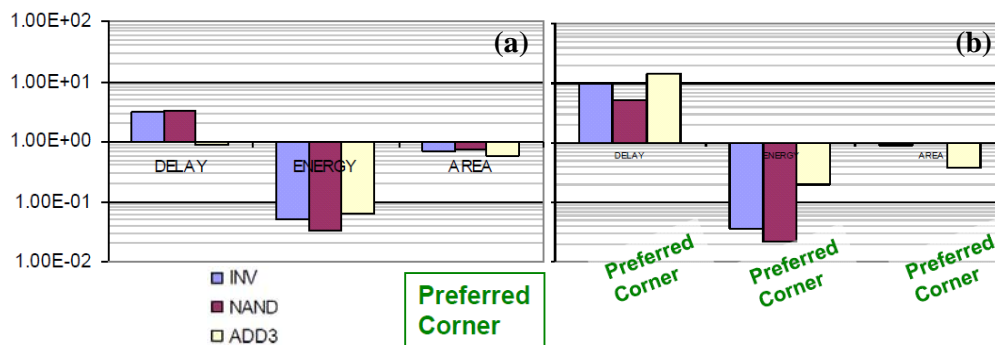 1.00E+02
(a)
(b)
1.00E+01
1.00E+00
DELAY
ENERGY
AREA
DELAY
ENERGY
AREA
1.00E-01
1.00E-02
INV
NAND
ADD3
Preferred
Corner
Preferred
Corner
Preferred
Corner
Preferred
Corner